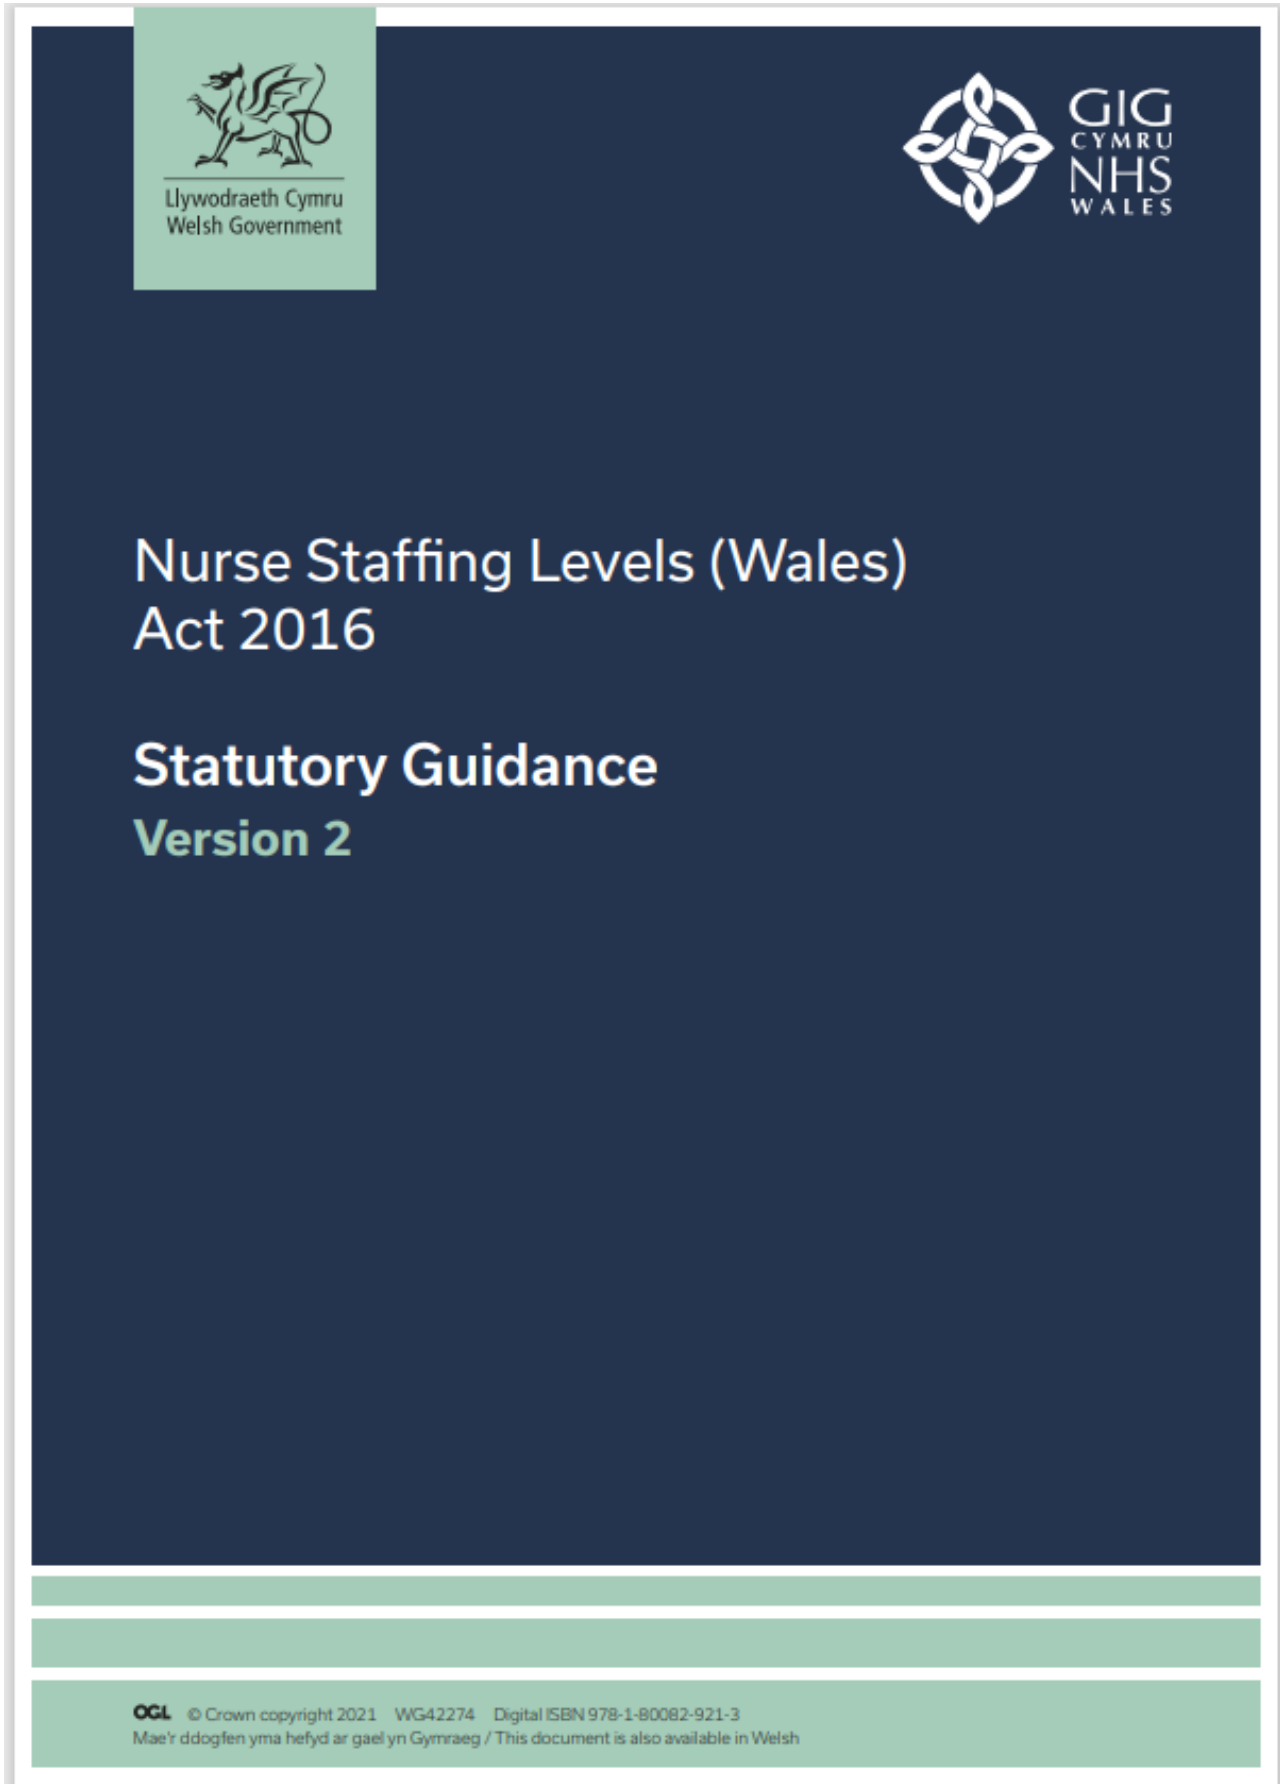 Llywodraeth Cymru
Welsh Government
GIG
CYMRU
NHS
WALES
Nurse Staffing Levels (Wales)
Act 2016
Statutory Guidance
Version 2
OGL © Crown copyright 2021 WG42274 Digital ISBN 978-1-80082-921-3
Mae'r ddogfen yma hefyd ar gael yn Gymraeg / This document is also available in Welsh